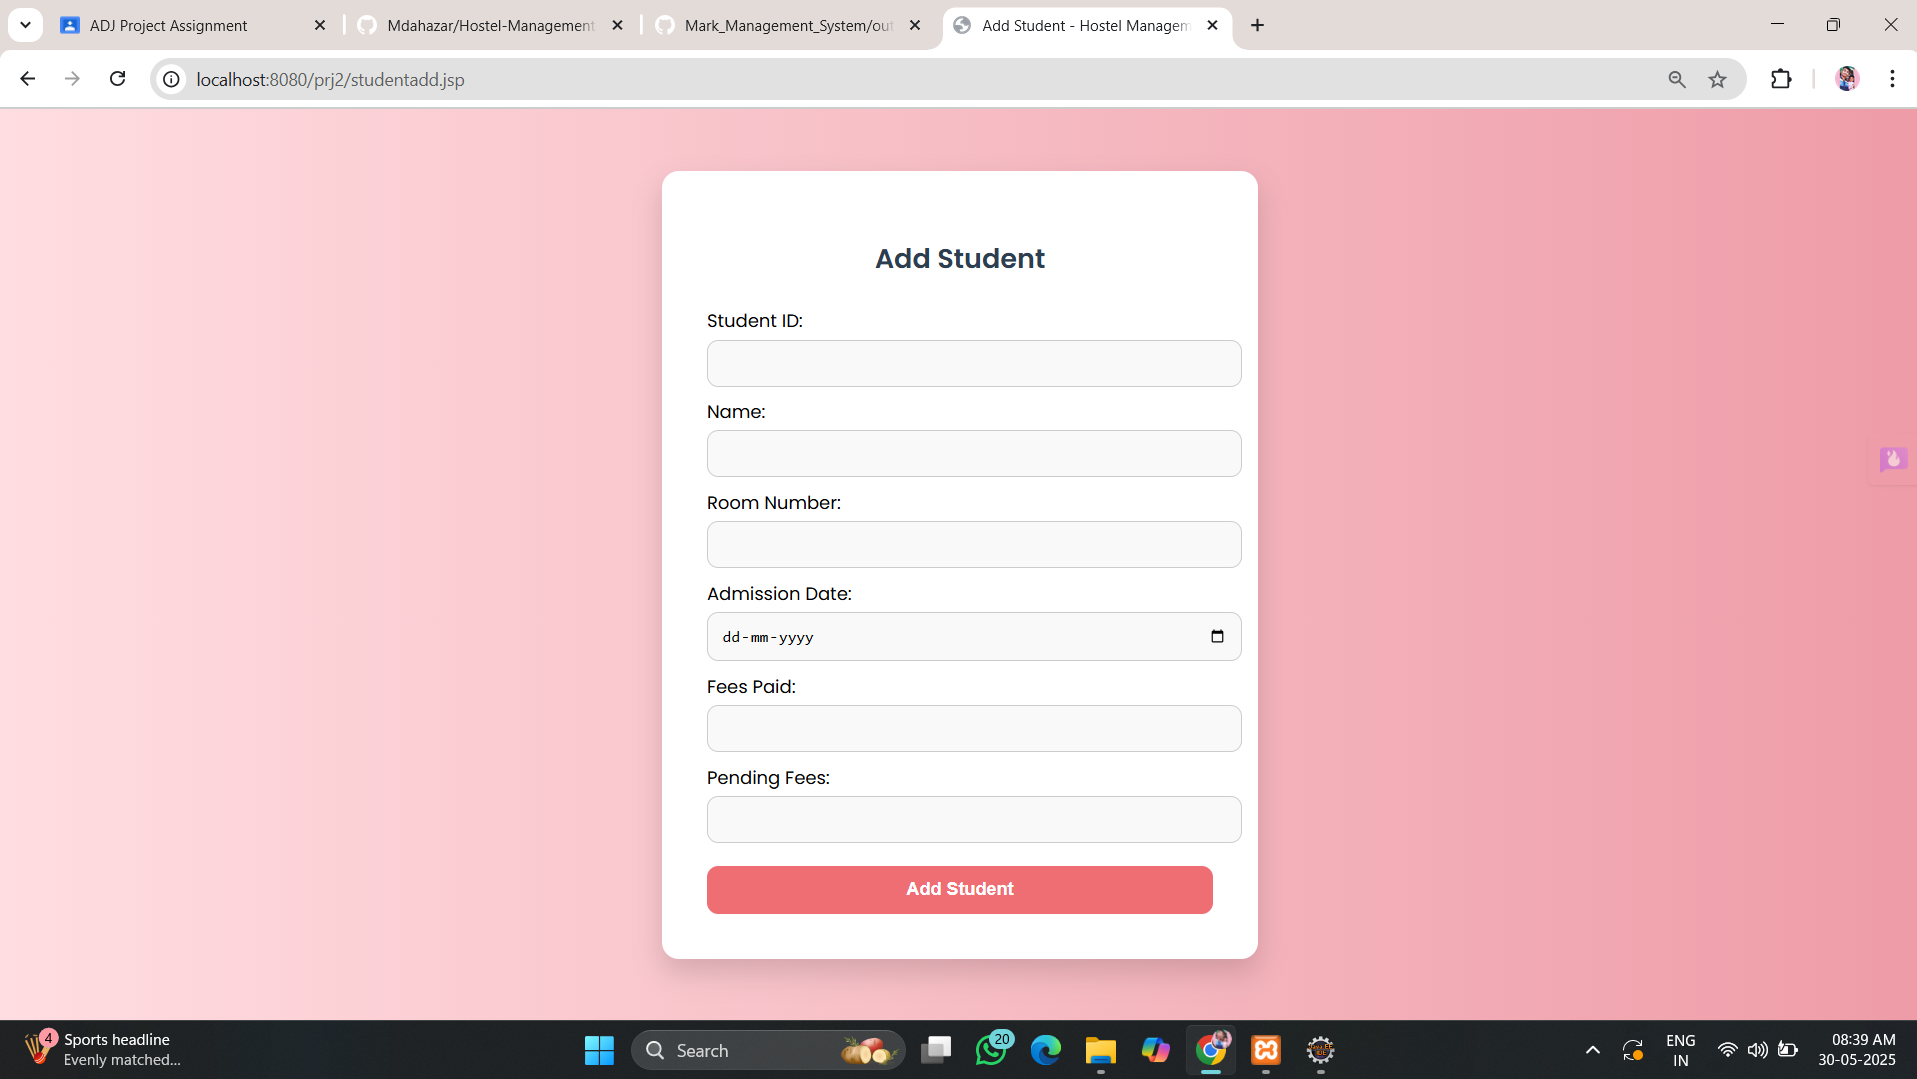 ADJ Project Assignment
Mdahazar/Hostel-Management
Mark_Management_System/out
Add Student - Hostel Managem
localhost:8080/prj2/studentadd.jsp
Add Student
Student ID:
Name:
Room Number:
Admission Date:
dd-mm-yyyy
Fees Paid:
Pending Fees:
Add Student
4
Sports headline
Evenly matched...
Search
20
ENG
IN
08:39 AM
30-05-2025